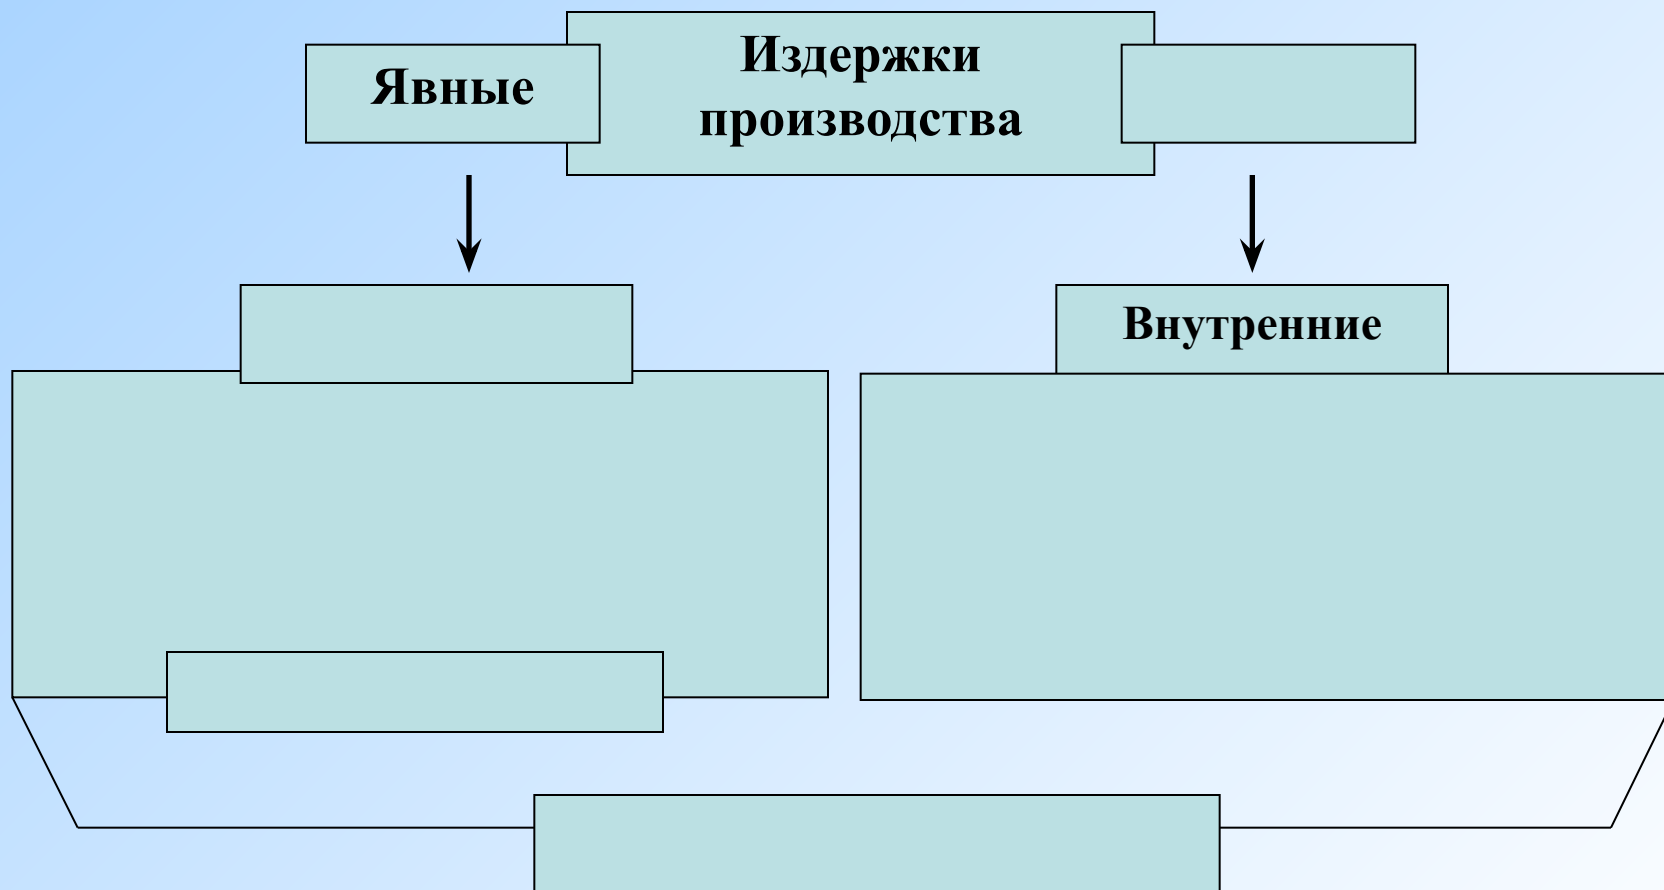 Издержки
производства
Явные
Внутренние